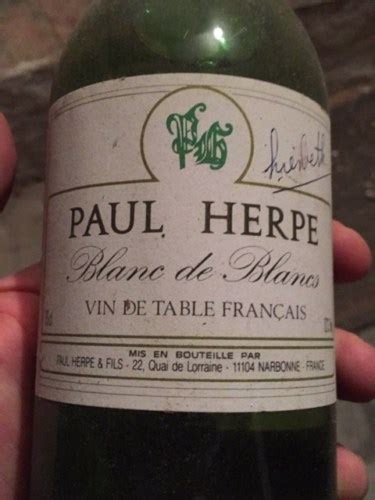 PAUL HERPE
Blanc de Blancs
VIN DE TABLE FRANÇAIS
MIS EN BOUTEILLE PAR
PAUL HERPE & FILS - 22, Quai de Lorraine - 11104 NARBONNE - FRANCE